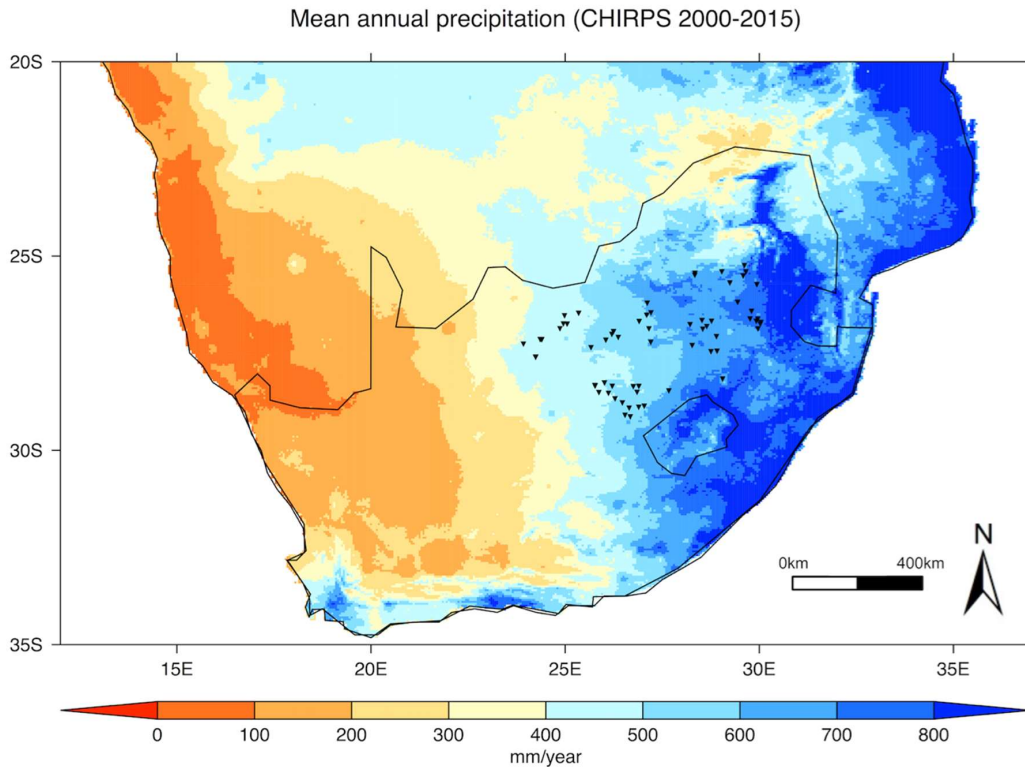 Mean annual precipitation (CHIRPS 2000-2015)
20S
25S
30S
35S
N
0km 400km
15E 20E 25E 30E 35E
0 100 200 300 400 500 600 700 800
mm/year